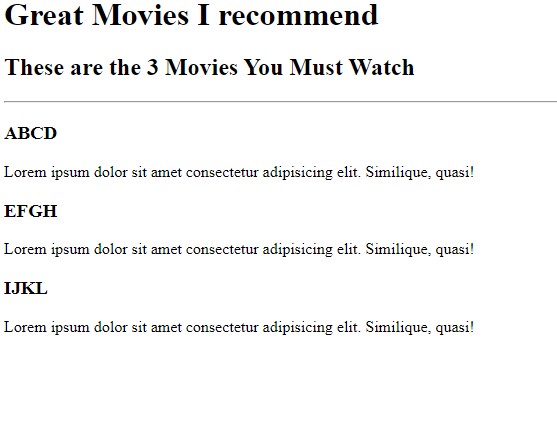 Great Movies I recommend
These are the 3 Movies You Must Watch
ABCD
Lorem ipsum dolor sit amet consectetur adipisicing elit. Similique, quasi!
EFGH
Lorem ipsum dolor sit amet consectetur adipisicing elit. Similique, quasi!
IJKL
Lorem ipsum dolor sit amet consectetur adipisicing elit. Similique, quasi!